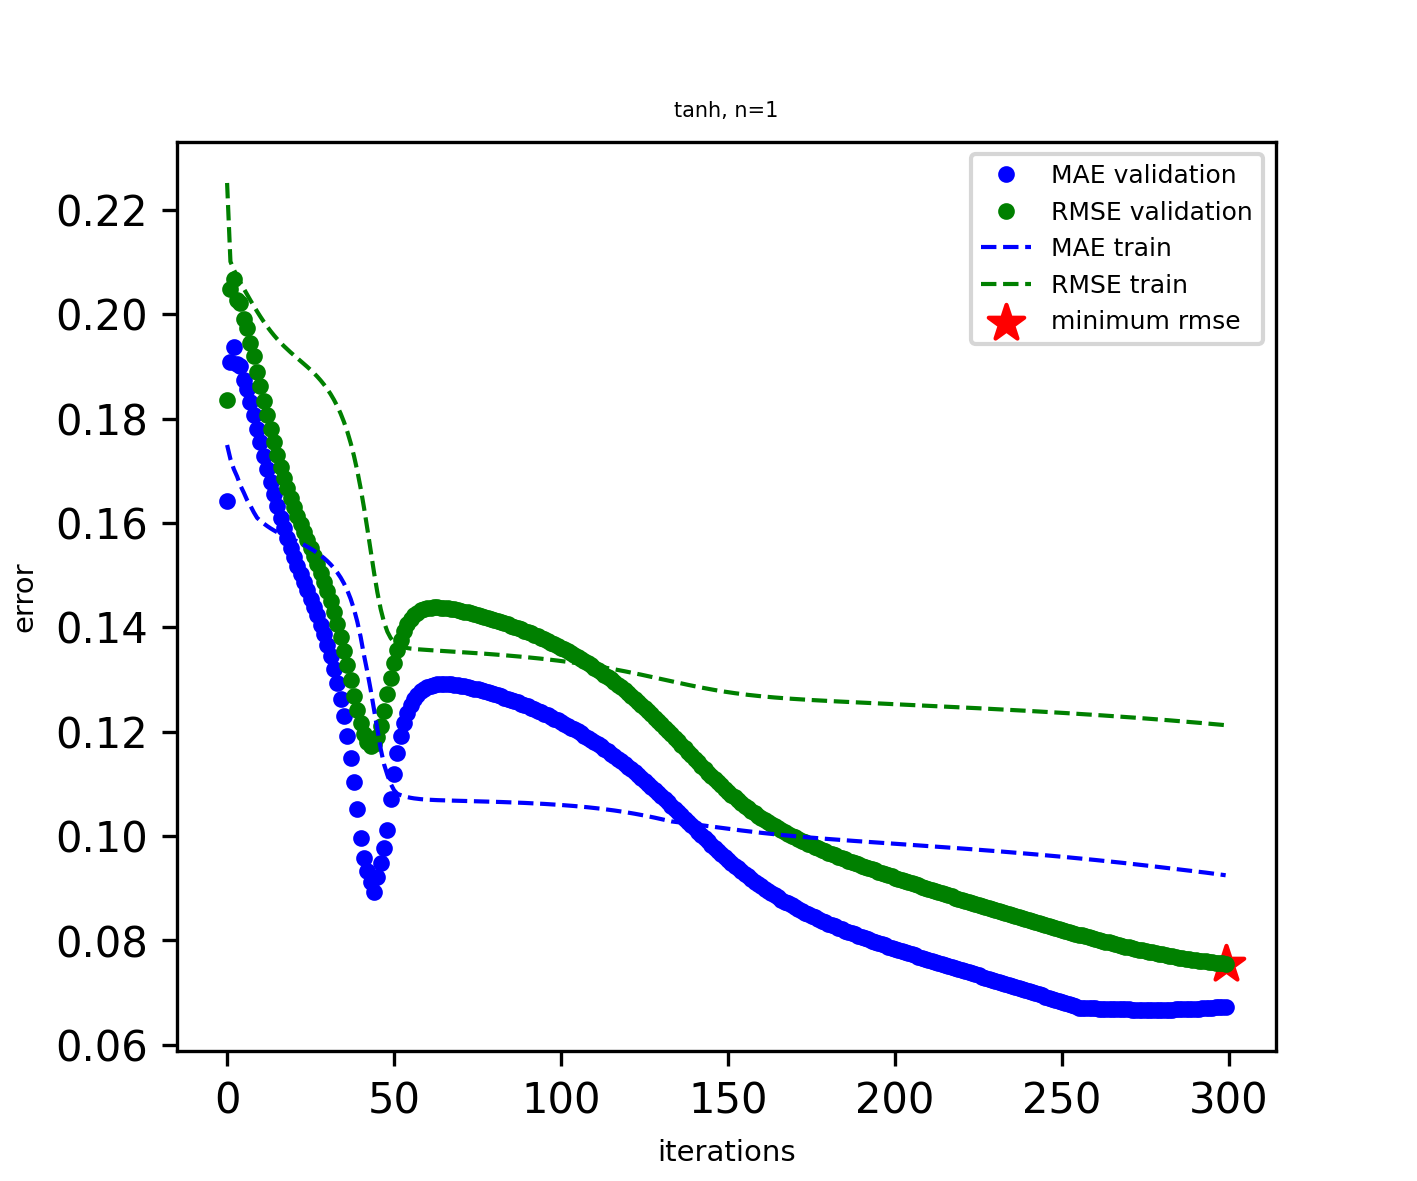 tanh, n=1
MAE validation
RMSE validation
MAE train
RMSE train
minimum rmse
error
0.22
0.20
0.18
0.16
0.14
0.12
0.10
0.08
0.06
0 50 100 150 200 250 300
iterations